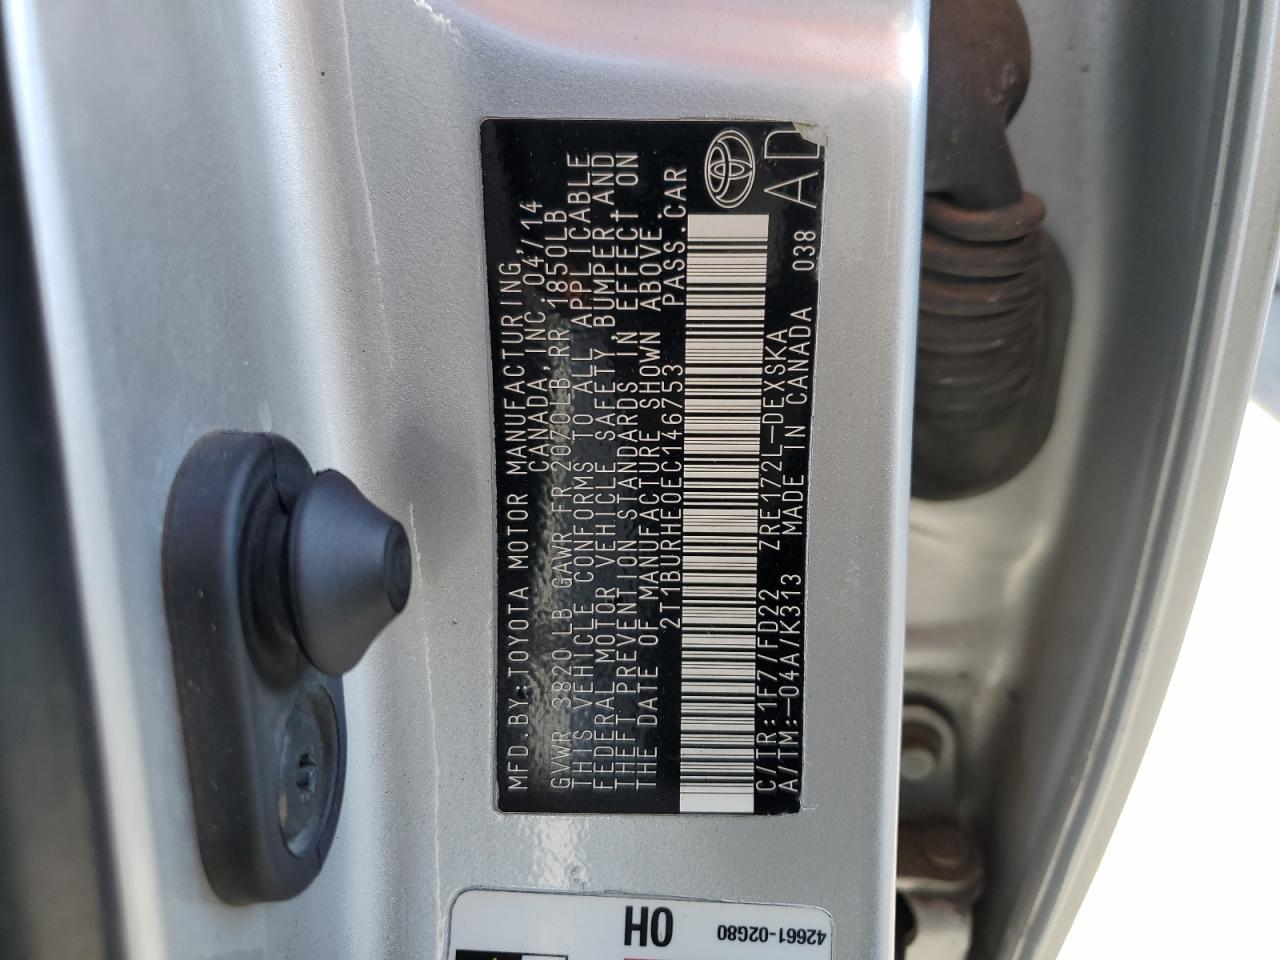 MFD.BY:TOYOTA MOTOR MANUFACTURING,
CANADA,INC.04/14
GVWR 3820LB GAWR FR 2020LB RR 1850LB
THIS VEHICLE CONFORMS TO ALL APPLICABLE
FEDERAL MOTOR VEHICLE SAFETY,BUMPER,AND
THEFT PREVENTION STANDARDS IN EFFECT ON
THE DATE OF MANUFACTURE SHOWN ABOVE.
2T1BURHE0EC146753 PASS.CAR
C/TR:1F7/FD22 ZRE172L-DEXSKA
A/TM:-04A/K313 MADE IN CANADA 038
AD
0H
42661-02G80